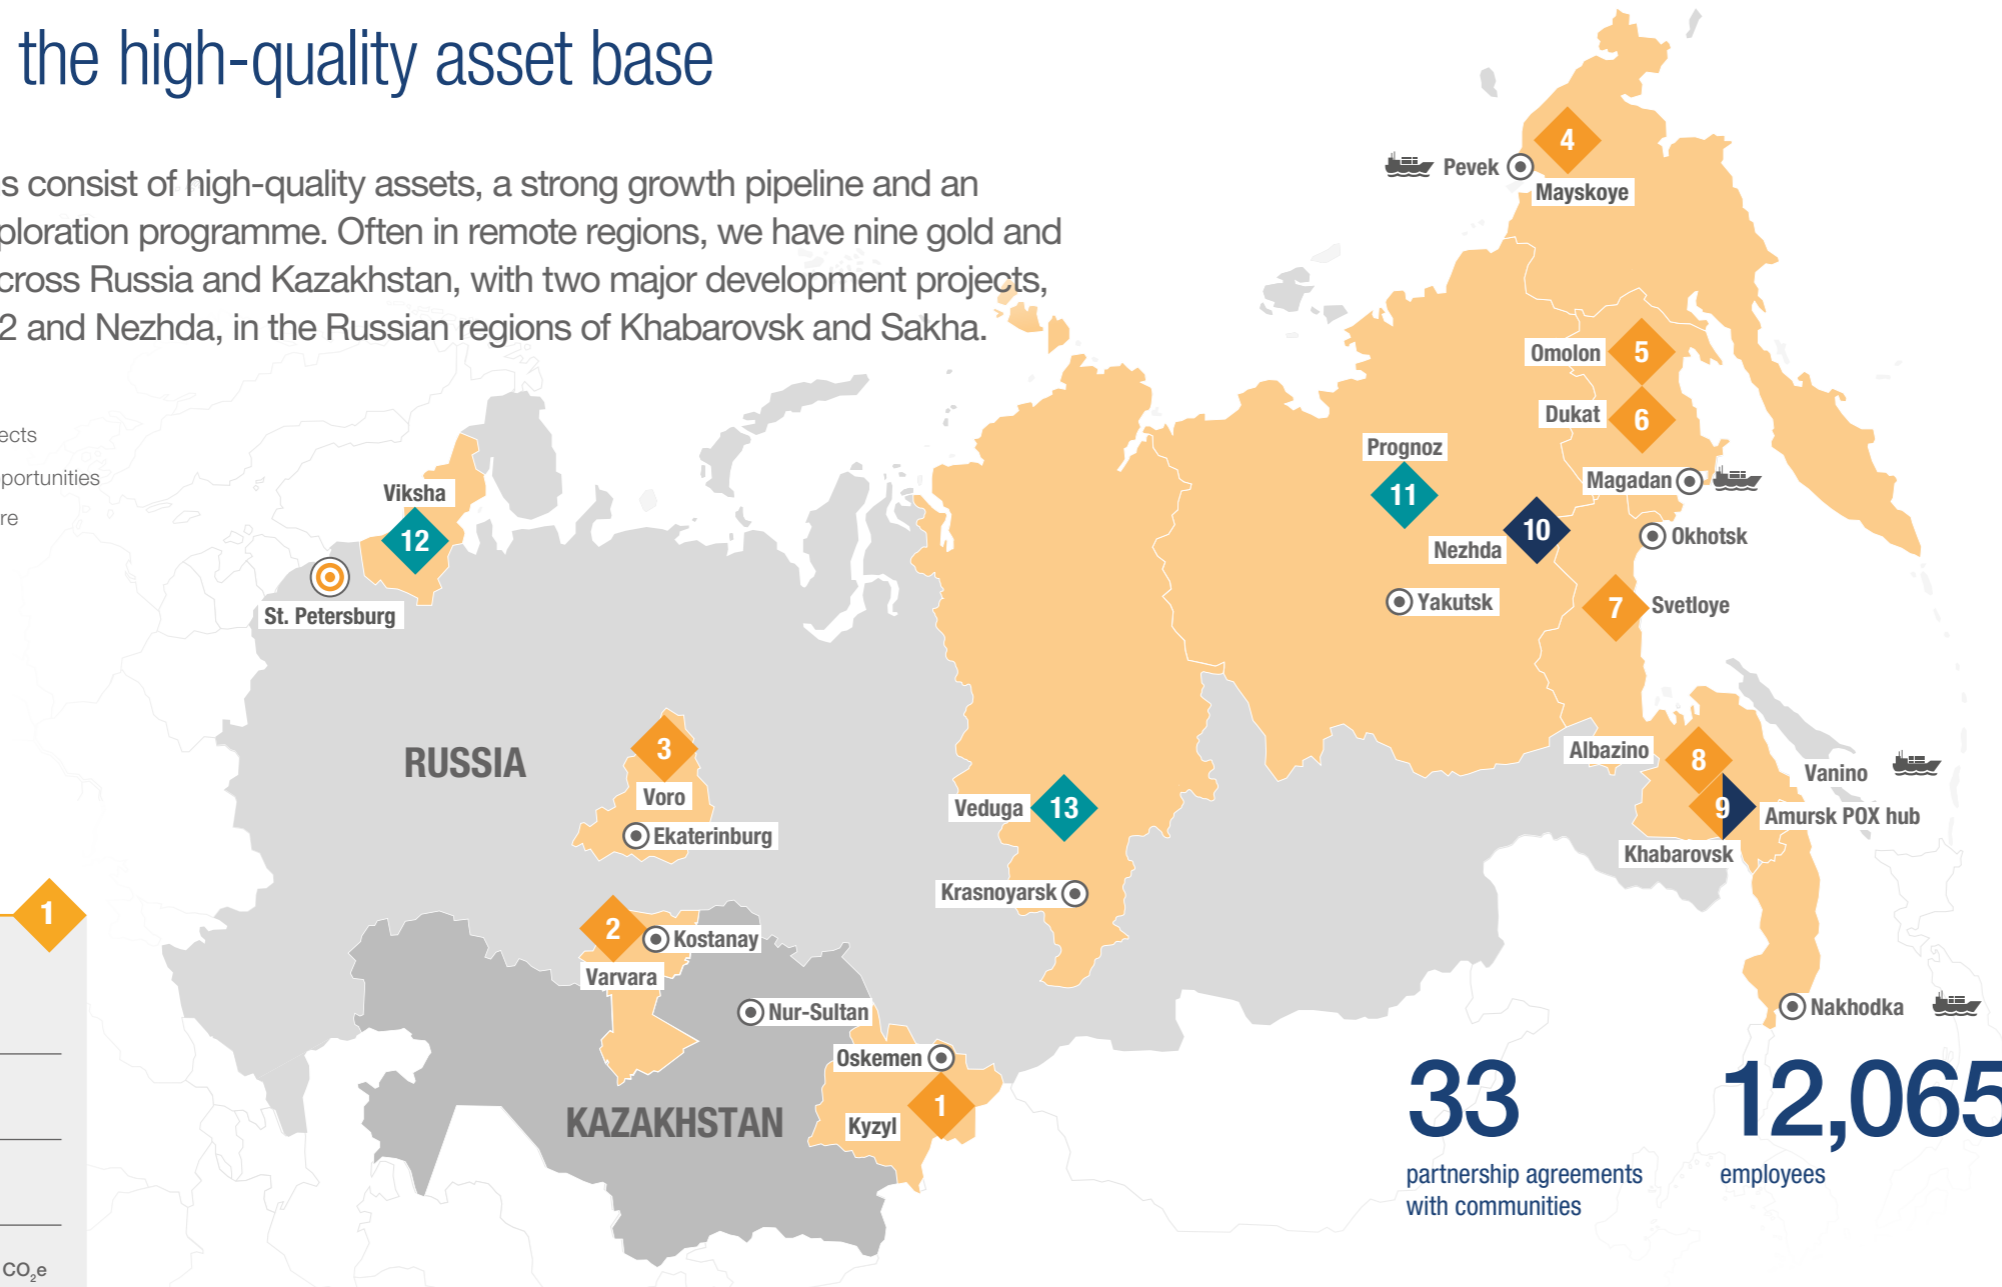 the high-quality asset base
s consist of high-quality assets, a strong growth pipeline and an
ploration programme. Often in remote regions, we have nine gold and
cross Russia and Kazakhstan, with two major development projects,
2 and Nezhda, in the Russian regions of Khabarovsk and Sakha.
ects
portunities
re
4
Pevek
Mayskoye
Omolon
5
Dukat
6
Prognoz
11
Magadan
Viksha
12
10
Nezhda
Okhotsk
St. Petersburg
Yakutsk
7
Svetloye
RUSSIA
3
Voro
Ekaterinburg
Veduga
13
Albazino
8
Vanino
9
Amursk POX hub
Khabarovsk
Krasnoyarsk
1
2
Kostanay
Varvara
Nur-Sultan
Nakhodka
Oskemen
1
Kyzyl
KAZAKHSTAN
33
partnership agreements
with communities
12,065
employees
CO₂e